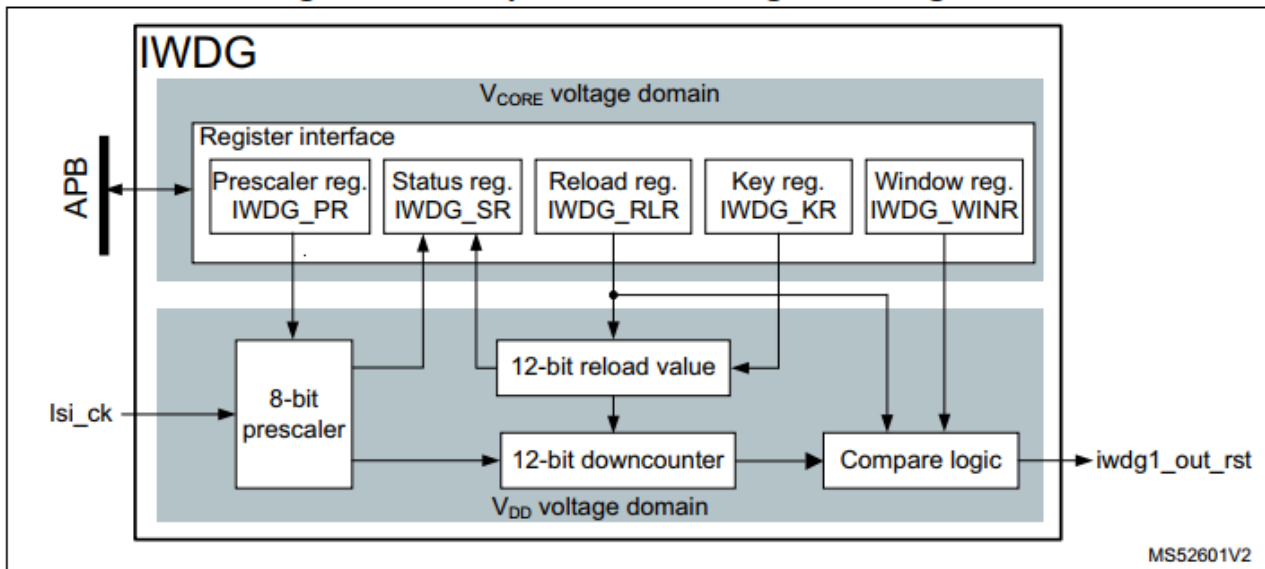 IWDG
VCORE voltage domain
Register interface
Prescaler reg.
IWDG_PR
Status reg.
IWDG_SR
Reload reg.
IWDG_RLR
Key reg.
IWDG_KR
Window reg.
IWDG_WINR
APB
12-bit reload value
lsi_ck
8-bit
prescaler
12-bit downcounter
Compare logic
iwdg1_out_rst
VDD voltage domain
MS52601V2